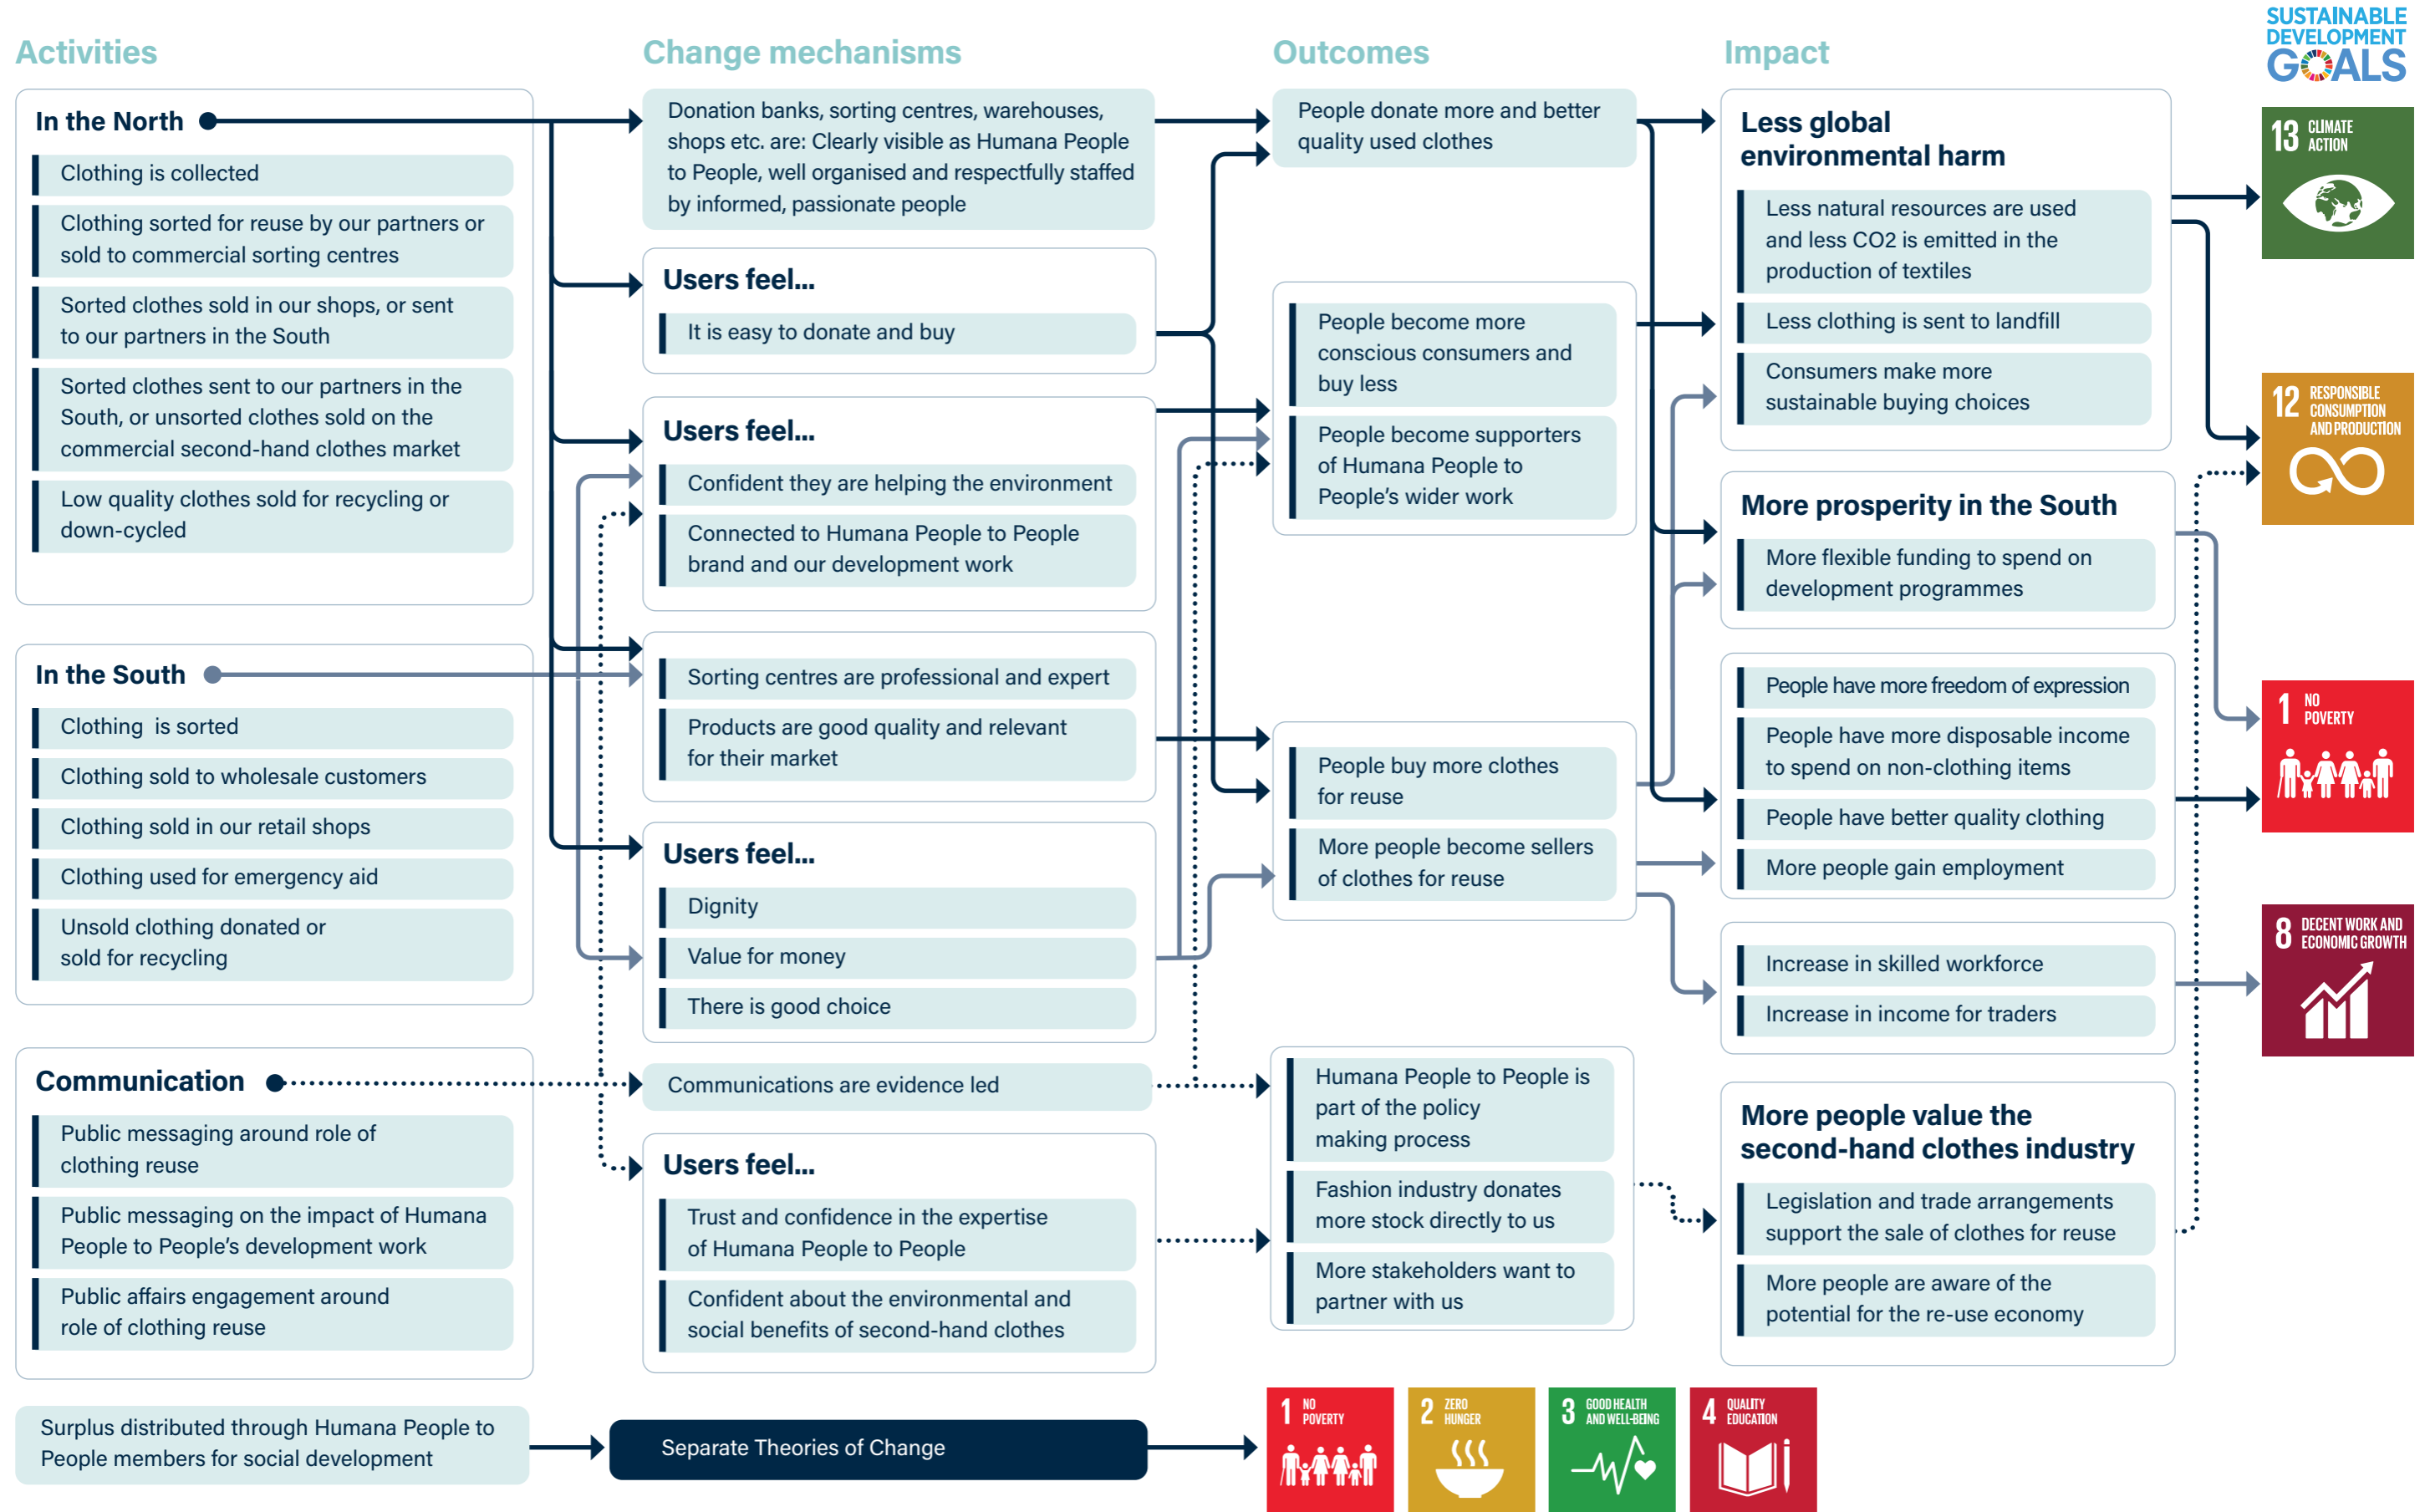 Activities
In the North
Clothing is collected
Clothing sorted for reuse by our partners or
sold to commercial sorting centres
Sorted clothes sold in our shops, or sent
to our partners in the South
Sorted clothes sent to our partners in the
South, or unsorted clothes sold on the
commercial second-hand clothes market
Low quality clothes sold for recycling or
down-cycled
In the South
Clothing is sorted
Clothing sold to wholesale customers
Clothing sold in our retail shops
Clothing used for emergency aid
Unsold clothing donated or
sold for recycling
Communication
Public messaging around role of
clothing reuse
Public messaging on the impact of Humana
People to People's development work
Public affairs engagement around
role of clothing reuse
Surplus distributed through Humana People to
People members for social development
Change mechanisms
Donation banks, sorting centres, warehouses,
shops etc. are: Clearly visible as Humana People
to People, well organised and respectfully staffed
by informed, passionate people
Users feel...
It is easy to donate and buy
Users feel...
Confident they are helping the environment
Connected to Humana People to People
brand and our development work
Sorting centres are professional and expert
Products are good quality and relevant
for their market
Users feel...
Dignity
Value for money
There is good choice
Communications are evidence led
Users feel...
Trust and confidence in the expertise
of Humana People to People
Confident about the environmental and
social benefits of second-hand clothes
Separate Theories of Change
Outcomes
People donate more and better
quality used clothes
People become more
conscious consumers and
buy less
People become supporters
of Humana People to
People's wider work
People buy more clothes
for reuse
More people become sellers
of clothes for reuse
Humana People to People is
part of the policy
making process
Fashion industry donates
more stock directly to us
More stakeholders want to
partner with us
Impact
Less global
environmental harm
Less natural resources are used
and less CO2 is emitted in the
production of textiles
Less clothing is sent to landfill
Consumers make more
sustainable buying choices
More prosperity in the South
More flexible funding to spend on
development programmes
People have more freedom of expression
People have more disposable income
to spend on non-clothing items
People have better quality clothing
More people gain employment
Increase in skilled workforce
Increase in income for traders
More people value the
second-hand clothes industry
Legislation and trade arrangements
support the sale of clothes for reuse
More people are aware of the
potential for the re-use economy
SUSTAINABLE
DEVELOPMENT
GOALS
13 CLIMATE
ACTION
12 RESPONSIBLE
CONSUMPTION
AND PRODUCTION
1 NO
POVERTY
8 DECENT WORK AND
ECONOMIC GROWTH
1 NO
POVERTY
2 ZERO
HUNGER
3 GOOD HEALTH
AND WELL-BEING
4 QUALITY
EDUCATION